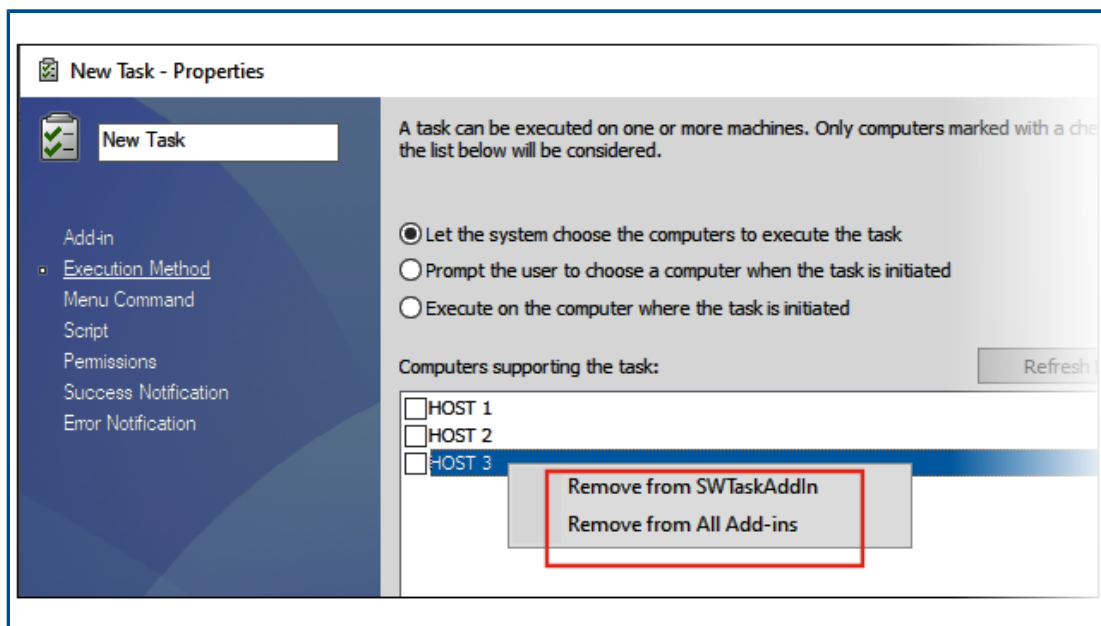 New Task - Properties
New Task
Add-in
Execution Method
Menu Command
Script
Permissions
Success Notification
Error Notification
A task can be executed on one or more machines. Only computers marked with a
the list below will be considered.
Let the system choose the computers to execute the task
Prompt the user to choose a computer when the task is initiated
Execute on the computer where the task is initiated
Computers supporting the task:
Refresh
HOST 1
HOST 2
HOST 3
Remove from SWTaskAddIn
Remove from All Add-ins